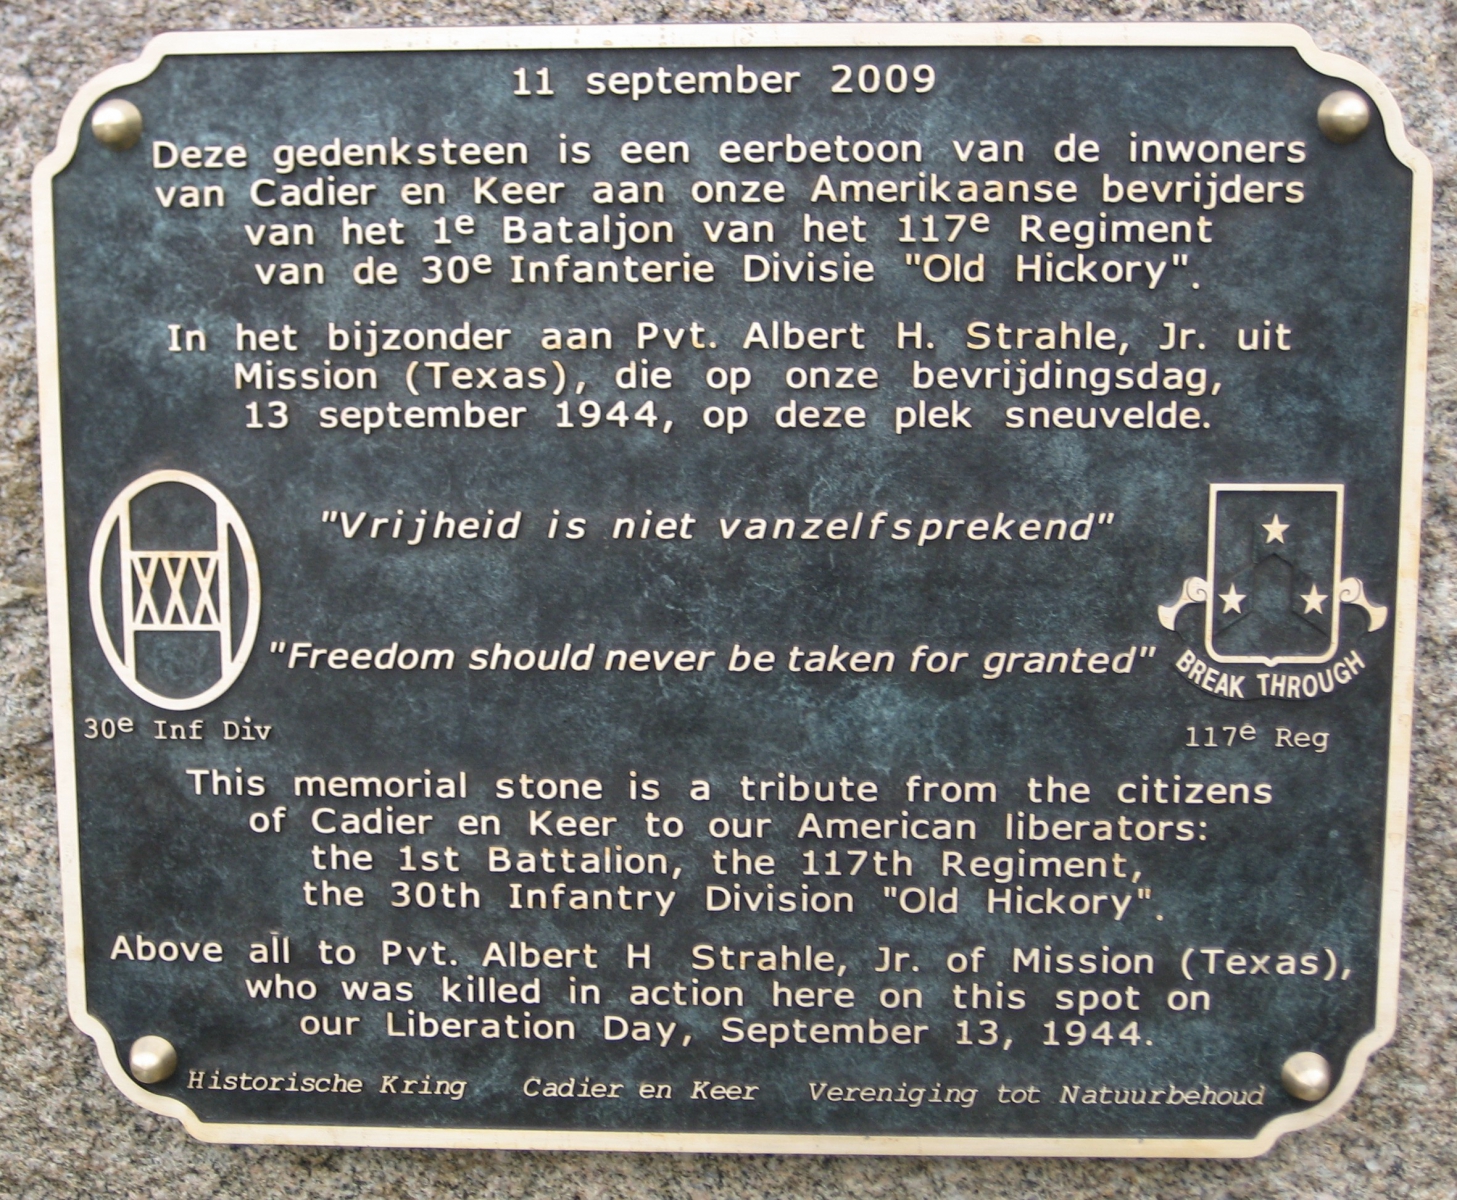 11 september 2009
Deze gedenksteen is een eerbetoon van de inwoners
van Cadier en Keer aan onze Amerikaanse bevrijders
van het 1e Bataljon van het 117e Regiment
van de 30e Infanterie Divisie "Old Hickory".
In het bijzonder aan Pvt. Albert H. Strahle, Jr. uit
Mission (Texas), die op onze bevrijdingsdag,
13 september 1944, op deze plek sneuvelde.
"Vrijheid is niet vanzelfsprekend"
XXX
"Freedom should never be taken for granted"
BREAK THROUGH
30e Inf Div
117e Reg
This memorial stone is a tribute from the citizens
of Cadier en Keer to our American liberators:
the 1st Battalion, the 117th Regiment,
the 30th Infantry Division "Old Hickory".
Above all to Pvt. Albert H Strahle, Jr. of Mission (Texas),
who was killed in action here on this spot on
our Liberation Day, September 13, 1944.
Historische Kring Cadier en Keer Vereniging tot Natuurbehoud